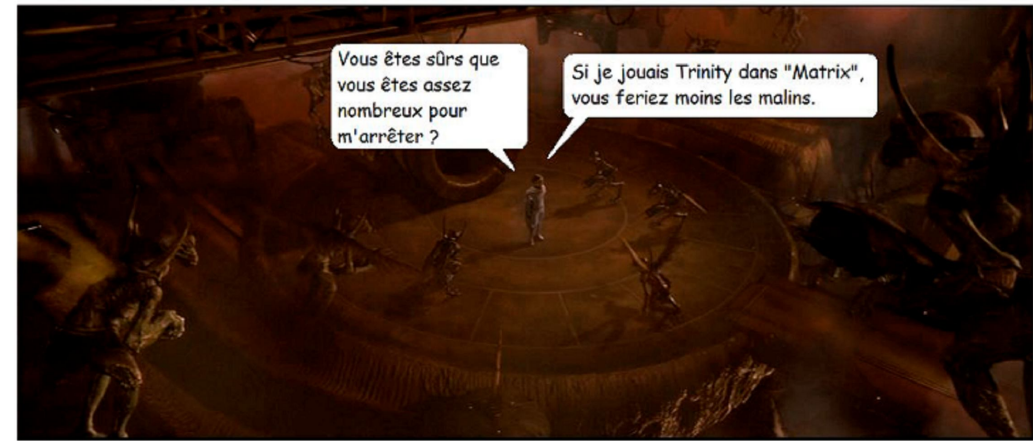 Vous êtes sûrs que
vous êtes assez
nombreux pour
m'arrêter ?
Si je jouais Trinity dans "Matrix",
vous feriez moins les malins.